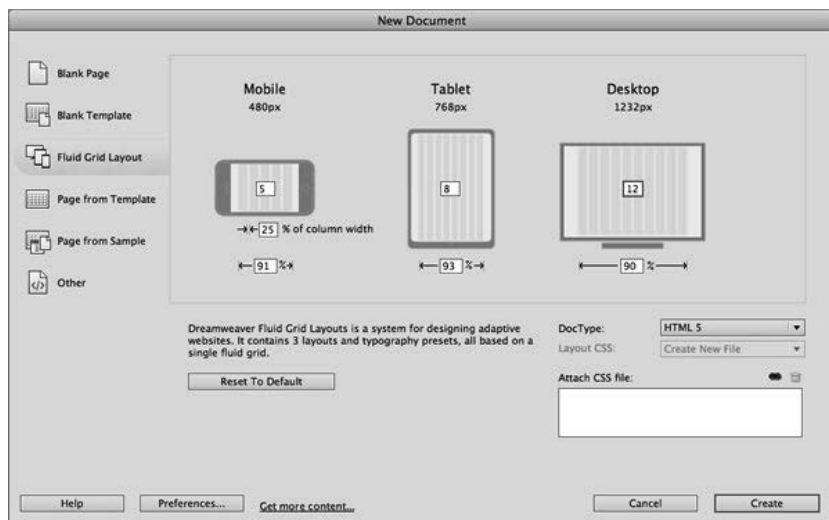 New Document
Blank Page
Blank Template
Fluid Grid Layout
Page from Template
Page from Sample
Other
Mobile
480px
Tablet
768px
Desktop
1232px
5
8
12
25 % of column width
91 %
93 %
90 %
Dreamweaver Fluid Grid Layouts is a system for designing adaptive
websites. It contains 3 layouts and typography presets, all based on a
single fluid grid.
Reset To Default
DocType: HTML 5
Layout CSS: Create New File
Attach CSS file:
Help
Preferences...
Get more content...
Cancel
Create